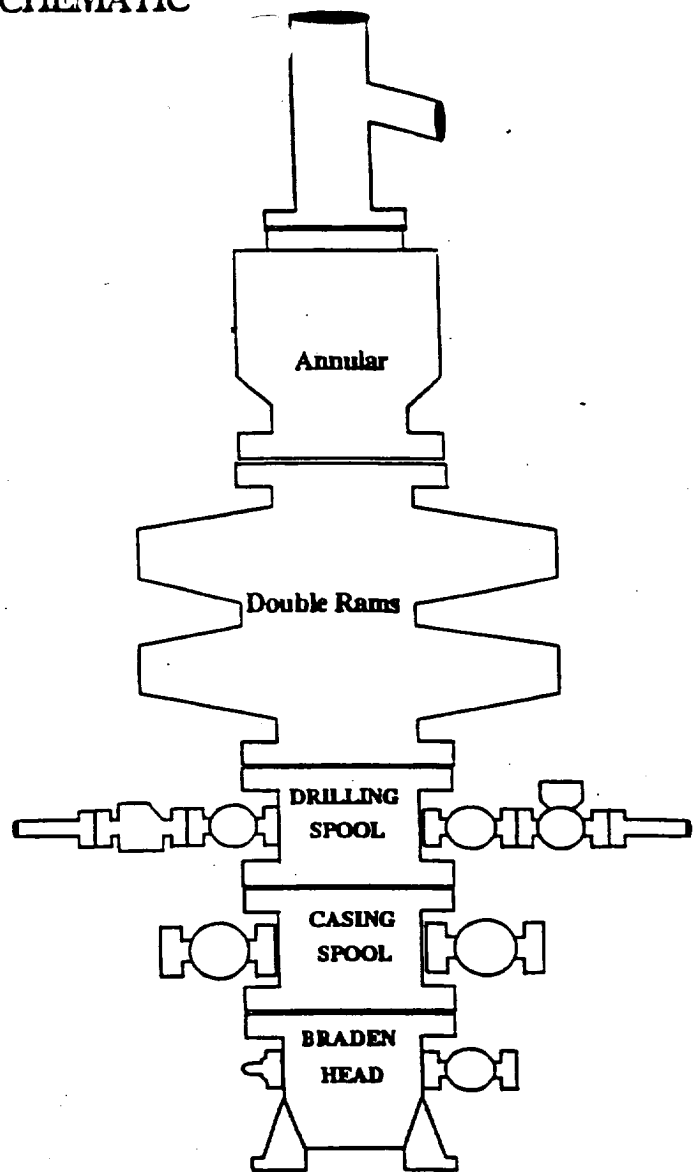 CHEMATIC
Annular
Double Rams
DRILLING
SPOOL
CASING
SPOOL
BRADEN
HEAD